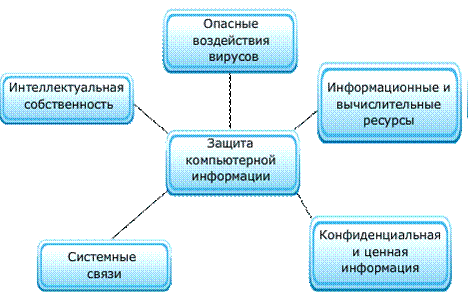 Опасные
воздействия
вирусов
Интеллектуальная
собственность
Информационные и
вычислительные
ресурсы
Защита
компьютерной
информации
Системные
связи
Конфиденциальная
и ценная
информация